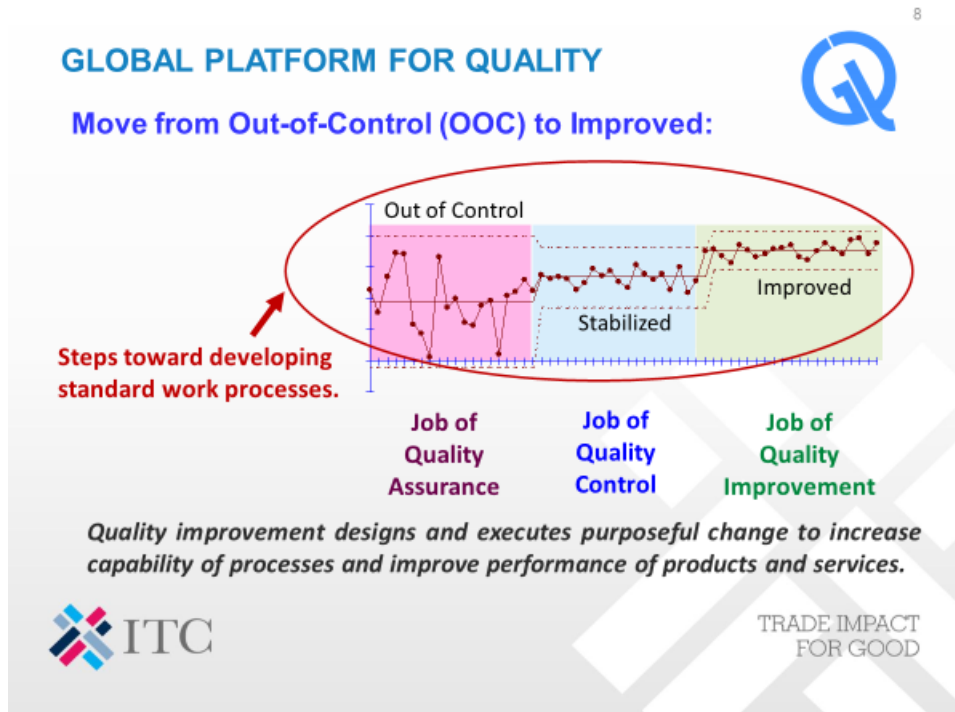 8
GLOBAL PLATFORM FOR QUALITY
Move from Out-of-Control (OOC) to Improved:
Out of Control
Improved
Stabilized
Steps toward developing
standard work processes.
Job of
Quality
Assurance
Job of
Quality
Control
Job of
Quality
Improvement
Quality improvement designs and executes purposeful change to increase
capability of processes and improve performance of products and services.
ITC
TRADE IMPACT
FOR GOOD